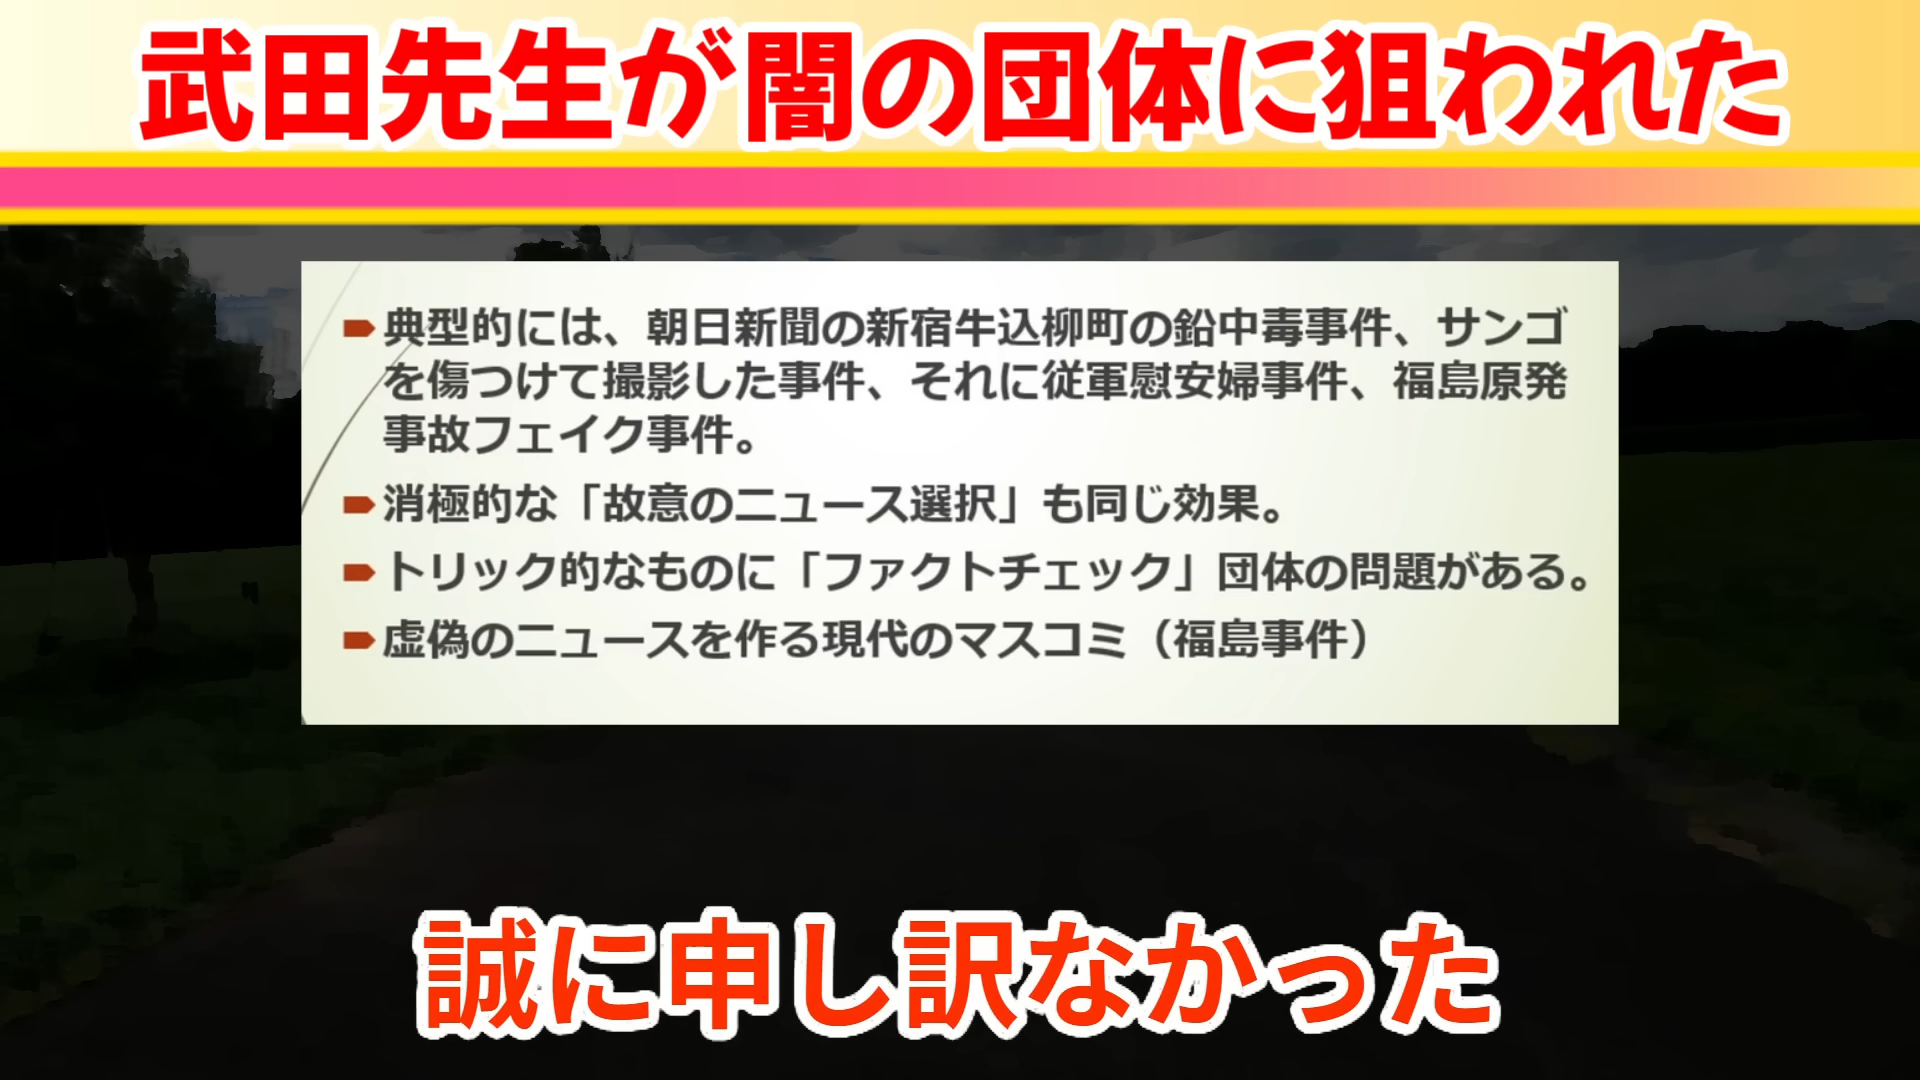 武田先生が闇の団体に狙われた
典型的には、朝日新聞の新宿牛込柳町の鉛中毒事件、サンゴ
を傷つけて撮影した事件、それに従軍慰安婦事件、福島原発
事故フェイク事件。
消極的な「故意のニュース選択」も同じ効果。
トリック的なものに「ファクトチェック」団体の問題がある。
虚偽のニュースを作る現代のマスコミ（福島事件）
誠に申し訳なかった